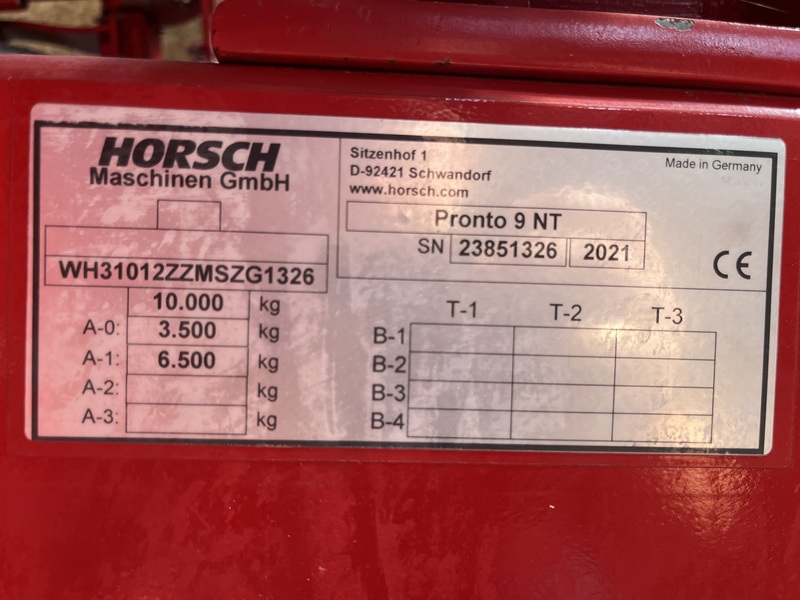 HORSCH
Maschinen GmbH
Sitzenhof 1
D-92421 Schwandorf
www.horsch.com
Made in Germany
Pronto 9 NT
SN 23851326 2021
CE
WH31012ZZMSZG1326
10.000 kg
A-0: 3.500 kg
A-1: 6.500 kg
A-2: kg
A-3: kg
T-1 T-2 T-3
B-1
B-2
B-3
B-4